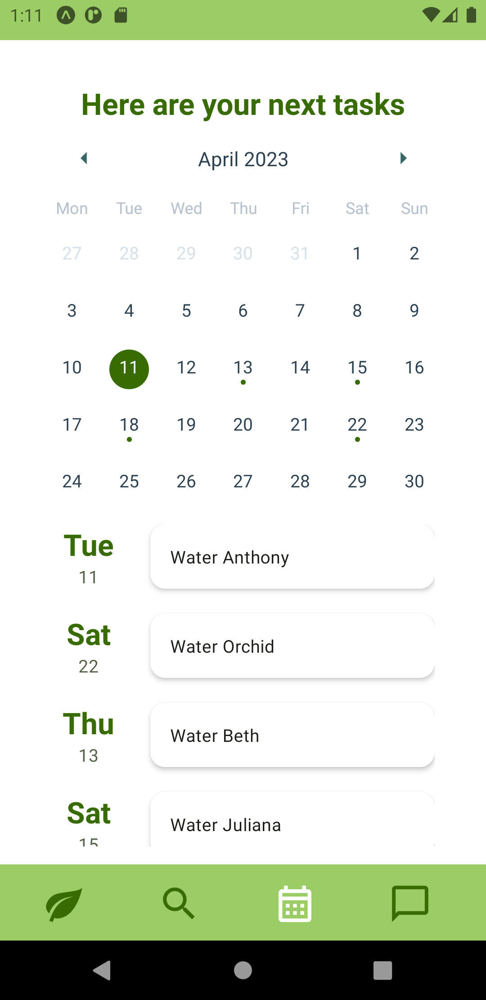 1:11
Here are your next tasks
April 2023
Mon Tue Wed Thu Fri Sat Sun
27 28 29 30 31 1 2
3 4 5 6 7 8 9
10 11 12 13 14 15 16
17 18 19 20 21 22 23
24 25 26 27 28 29 30
Tue
11
Water Anthony
Sat
22
Water Orchid
Thu
13
Water Beth
Sat
15
Water Juliana